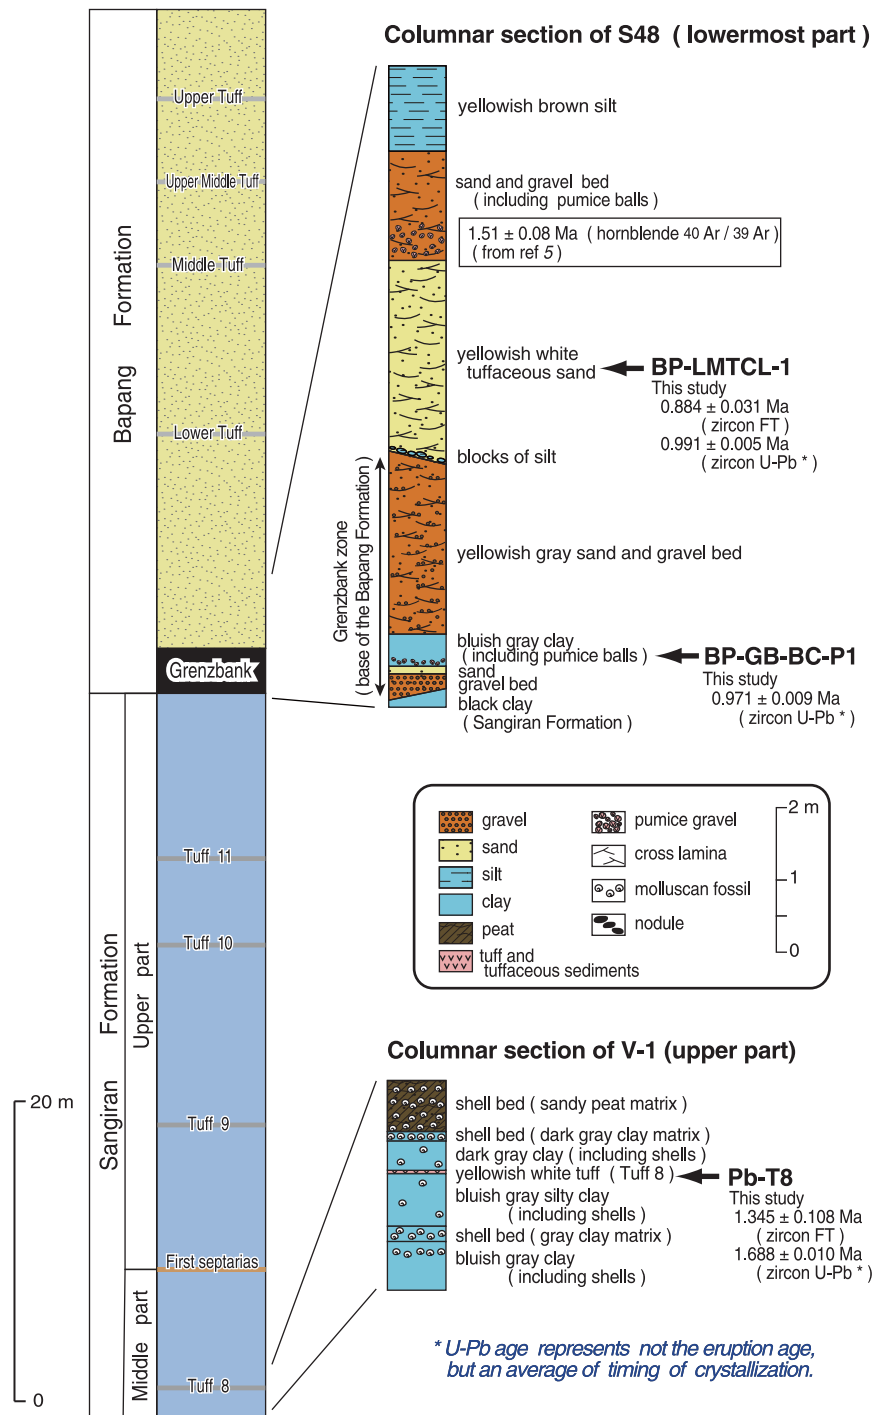 Bapang Formation
Upper Tuff
Upper Middle Tuff
Middle Tuff
Lower Tuff
Grenzbank
Sangiran Formation
Upper part
Middle part
Tuff 11
Tuff 10
Tuff 9
First septarias
Tuff 8
20 m
0
Columnar section of S48 ( lowermost part )
yellowish brown silt
sand and gravel bed
( including pumice balls )
1.51 ± 0.08 Ma ( hornblende 40 Ar / 39 Ar )
( from ref 5 )
yellowish white
tuffaceous sand
BP-LMTCL-1
This study
0.884 ± 0.031 Ma
( zircon FT )
0.991 ± 0.005 Ma
( zircon U-Pb * )
blocks of silt
Grenzbank zone
( base of the Bapang Formation )
yellowish gray sand and gravel bed
bluish gray clay
( including pumice balls )
BP-GB-BC-P1
This study
0.971 ± 0.009 Ma
( zircon U-Pb * )
sand
gravel bed
black clay
( Sangiran Formation )
gravel
sand
silt
clay
peat
tuff and
tuffaceous sediments
pumice gravel
cross lamina
molluscan fossil
nodule
2 m
1
0
Columnar section of V-1 (upper part)
shell bed ( sandy peat matrix )
shell bed ( dark gray clay matrix )
dark gray clay ( including shells )
yellowish white tuff ( Tuff 8 )
Pb-T8
This study
1.345 ± 0.108 Ma
( zircon FT )
1.688 ± 0.010 Ma
( zircon U-Pb * )
bluish gray silty clay
( including shells )
shell bed ( gray clay matrix )
bluish gray clay
( including shells )
* U-Pb age represents not the eruption age,
but an average of timing of crystallization.